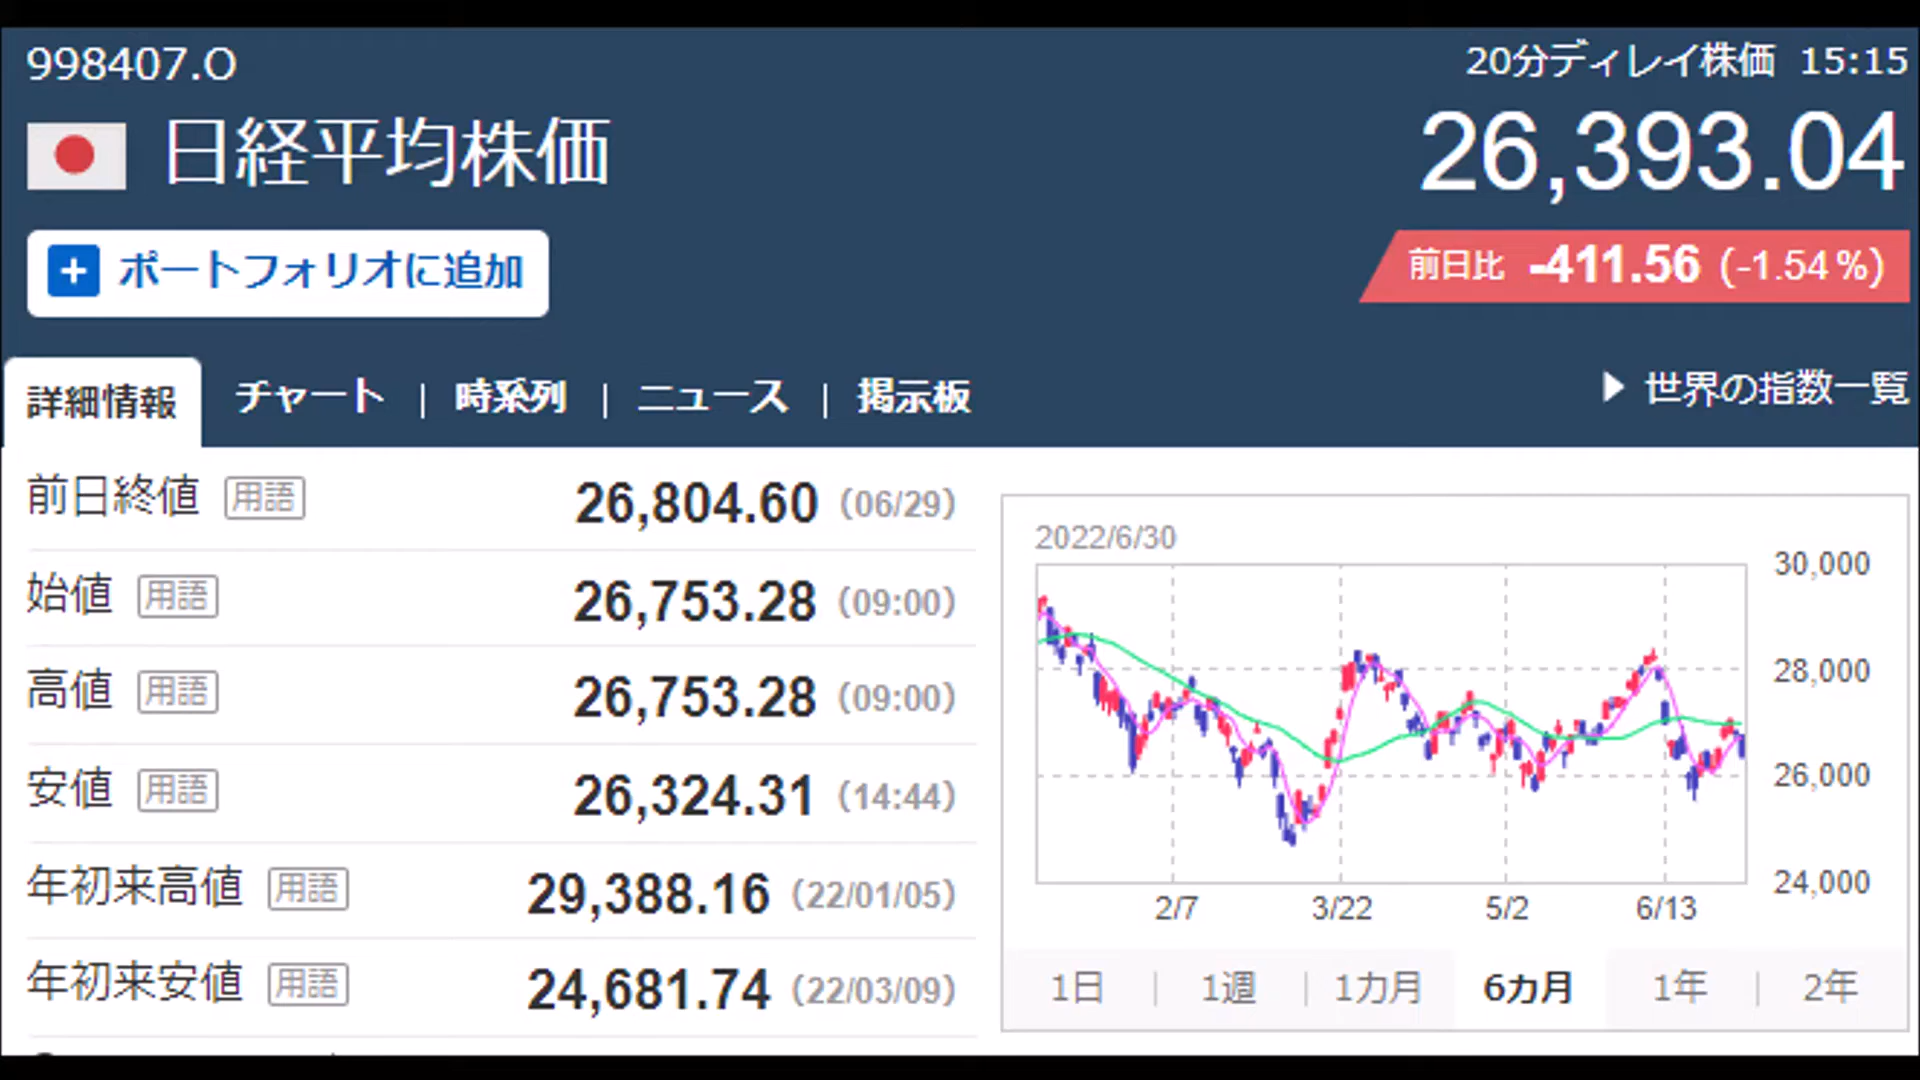 998407.O
20分ディレイ株価 15:15
日経平均株価
26,393.04
ポートフォリオに追加
前日比 -411.56 (-1.54%)
詳細情報 チャート | 時系列 | ニュース | 掲示板
世界の指数一覧
前日終値 用語 26,804.60 (06/29)
始値 用語 26,753.28 (09:00)
高値 用語 26,753.28 (09:00)
安値 用語 26,324.31 (14:44)
年初来高値 用語 29,388.16 (22/01/05)
年初来安値 用語 24,681.74 (22/03/09)
2022/6/30
30,000
28,000
26,000
24,000
2/7 3/22 5/2 6/13
1日 | 1週 | 1カ月 6カ月 1年 | 2年